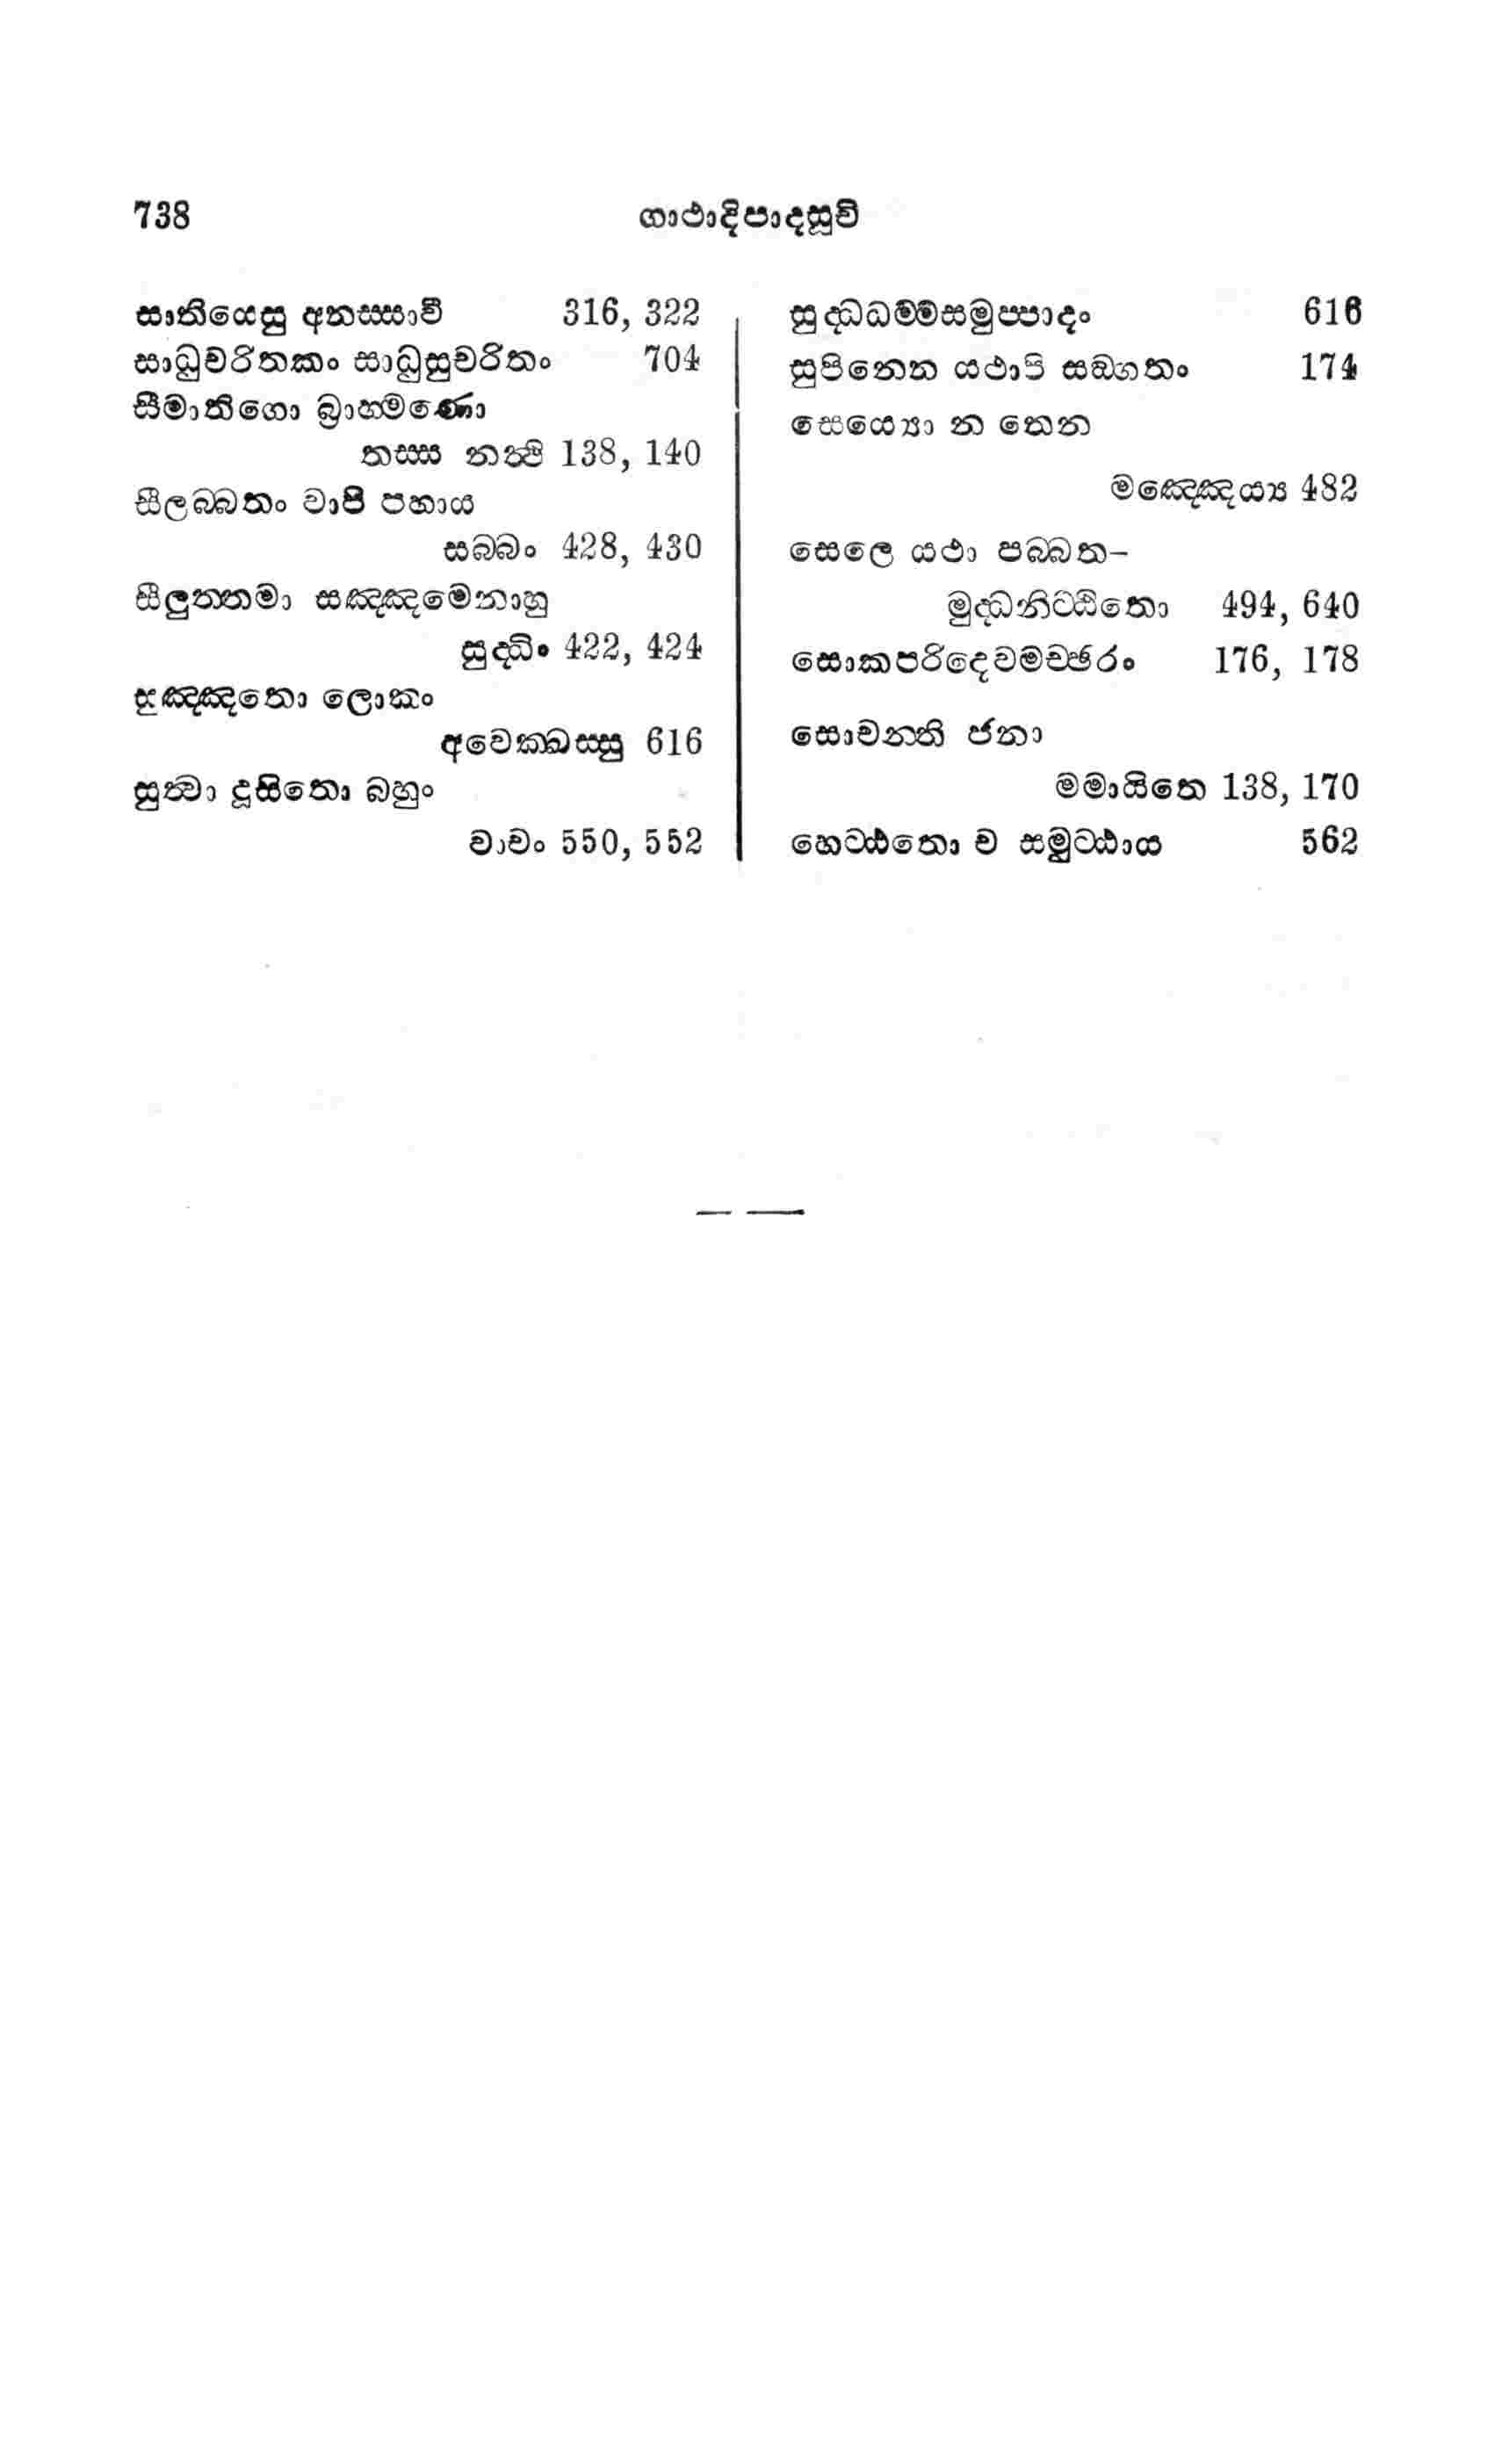 738 ගාථාදිපාදසූචි
සාතියෙසු අනස්සාවී 316, 322
සාධුචරිතකං සාධුසුචරිතං 704
සීමාතිගො බ්‍රාහ්මණො
තස්ස නත්‍ථි 138, 140
සීලබ්බතං වාපි පහාය
සබ්බං 428, 430
සීලුත්තමා සඤ්ඤමෙනාහු
සුද්ධිං 422, 424
සුඤ්ඤතො ලොකං
අවෙක්ඛස්සු 616
සුත්‍වා දූසිතො බහුං
වාචං 550, 552
සුද්ධධම්මසමුප්පාදං 616
සුපිනෙන යථාපි සඞ්ගතං 174
සෙය්‍යො න තෙන
මඤ්ඤෙය්‍ය 482
සෙලෙ යථා පබ්බත-
මුද්ධනිට්ඨිතො 494, 640
සොකපරිදෙවමච්ඡරං 176, 178
සොචන්ති ජනා
මමායිතෙ 138, 170
හෙට්ඨතො ච සමුට්ඨාය 562